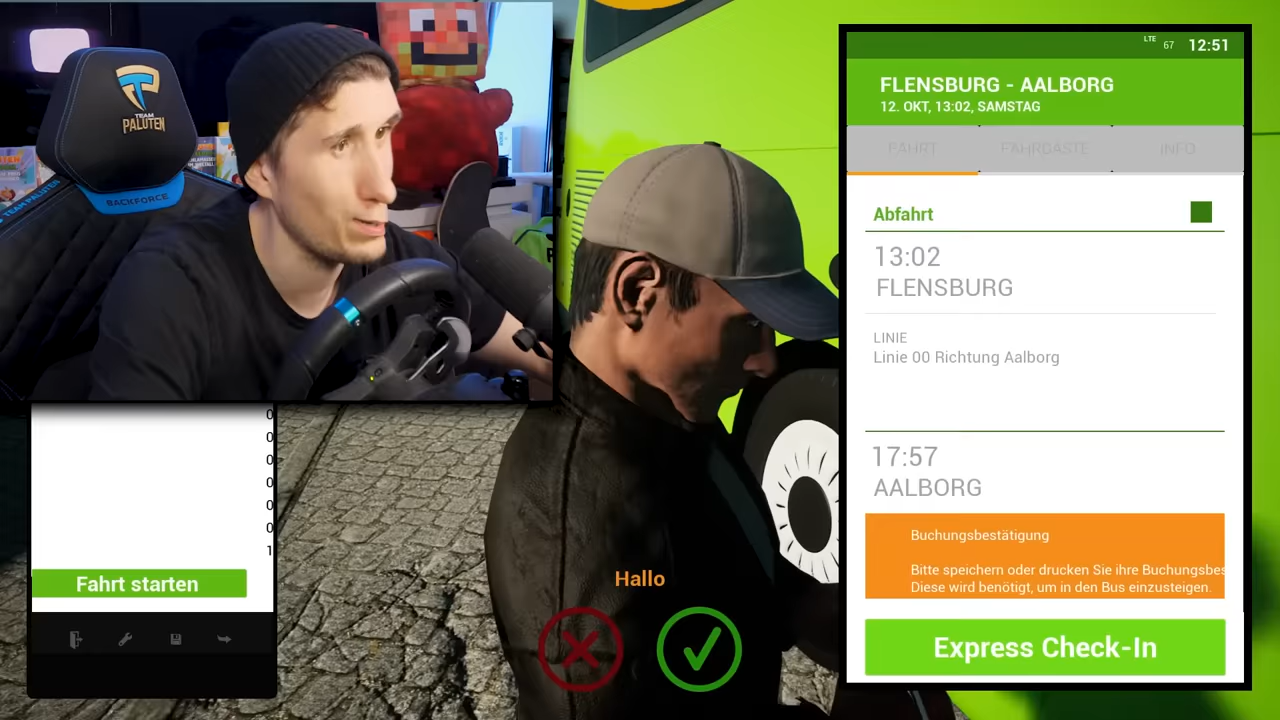 TEAM
PALUTEN
BACKFORCE
TEAM PALUTEN
0
0
0
0
0
0
1
Fahrt starten
Hallo
LTE 67 12:51
FLENSBURG - AALBORG
12. OKT, 13:02, SAMSTAG
FAHRT FAHRGÄSTE INFO
Abfahrt
13:02
FLENSBURG
LINIE
Linie 00 Richtung Aalborg
17:57
AALBORG
Buchungsbestätigung
Bitte speichern oder drucken Sie ihre Buchungsbes
Diese wird benötigt, um in den Bus einzusteigen.
Express Check-In